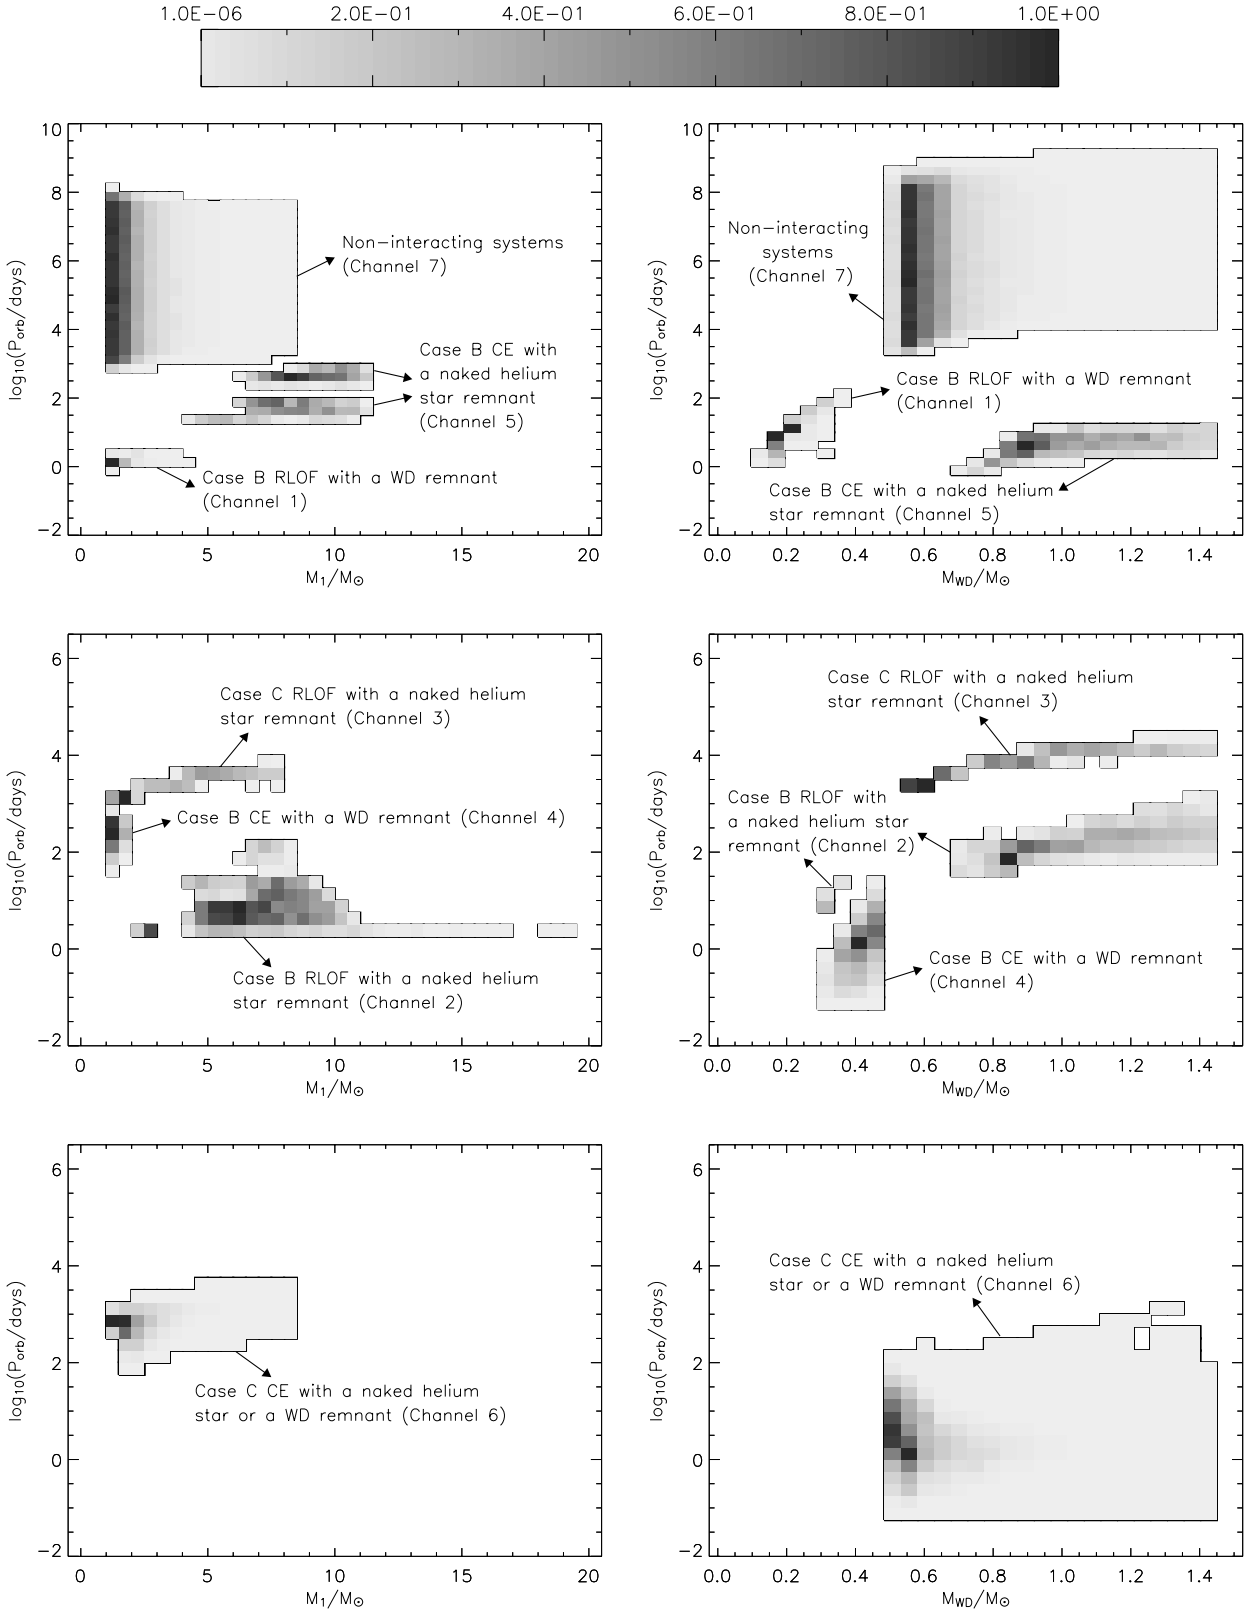 1.0E−06 2.0E−01 4.0E−01 6.0E−01 8.0E−01 1.0E+00
10
8
6
4
2
0
−2
log10(Porb/days)
Non−interacting systems
(Channel 7)
Case B CE with
a naked helium
star remnant
(Channel 5)
Case B RLOF with a WD remnant
(Channel 1)
0 5 10 15 20
M1/M⊙
10
8
6
4
2
0
−2
log10(Porb/days)
Non−interacting
systems
(Channel 7)
Case B RLOF with a WD remnant
(Channel 1)
Case B CE with a naked helium
star remnant (Channel 5)
0.0 0.2 0.4 0.6 0.8 1.0 1.2 1.4
MWD/M⊙
6
4
2
0
−2
log10(Porb/days)
Case C RLOF with a naked helium
star remnant (Channel 3)
Case B CE with a WD remnant (Channel 4)
Case B RLOF with a naked helium
star remnant (Channel 2)
0 5 10 15 20
M1/M⊙
6
4
2
0
−2
log10(Porb/days)
Case C RLOF with a naked helium
star remnant (Channel 3)
Case B RLOF with
a naked helium star
remnant (Channel 2)
Case B CE with a WD remnant
(Channel 4)
0.0 0.2 0.4 0.6 0.8 1.0 1.2 1.4
MWD/M⊙
6
4
2
0
−2
log10(Porb/days)
Case C CE with a naked helium
star or a WD remnant (Channel 6)
0 5 10 15 20
M1/M⊙
6
4
2
0
−2
log10(Porb/days)
Case C CE with a naked helium
star or a WD remnant (Channel 6)
0.0 0.2 0.4 0.6 0.8 1.0 1.2 1.4
MWD/M⊙